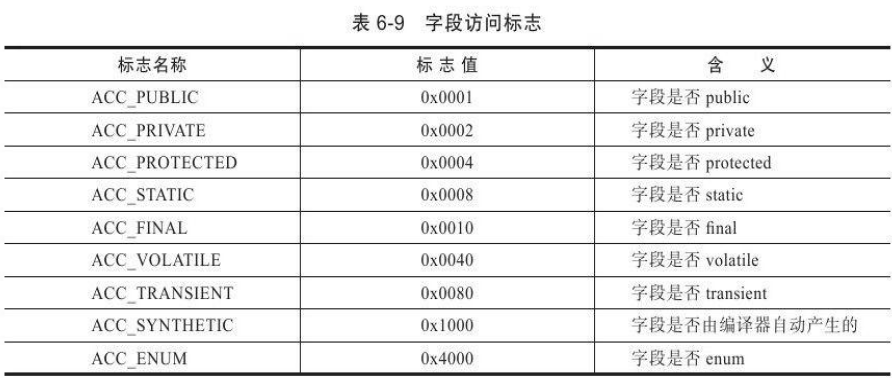 表 6-9 字段访问标志
标志名称 标 志 值 含 义
ACC_PUBLIC 0x0001 字段是否 public
ACC_PRIVATE 0x0002 字段是否 private
ACC_PROTECTED 0x0004 字段是否 protected
ACC_STATIC 0x0008 字段是否 static
ACC_FINAL 0x0010 字段是否 final
ACC_VOLATILE 0x0040 字段是否 volatile
ACC_TRANSIENT 0x0080 字段是否 transient
ACC_SYNTHETIC 0x1000 字段是否由编译器自动产生的
ACC_ENUM 0x4000 字段是否 enum